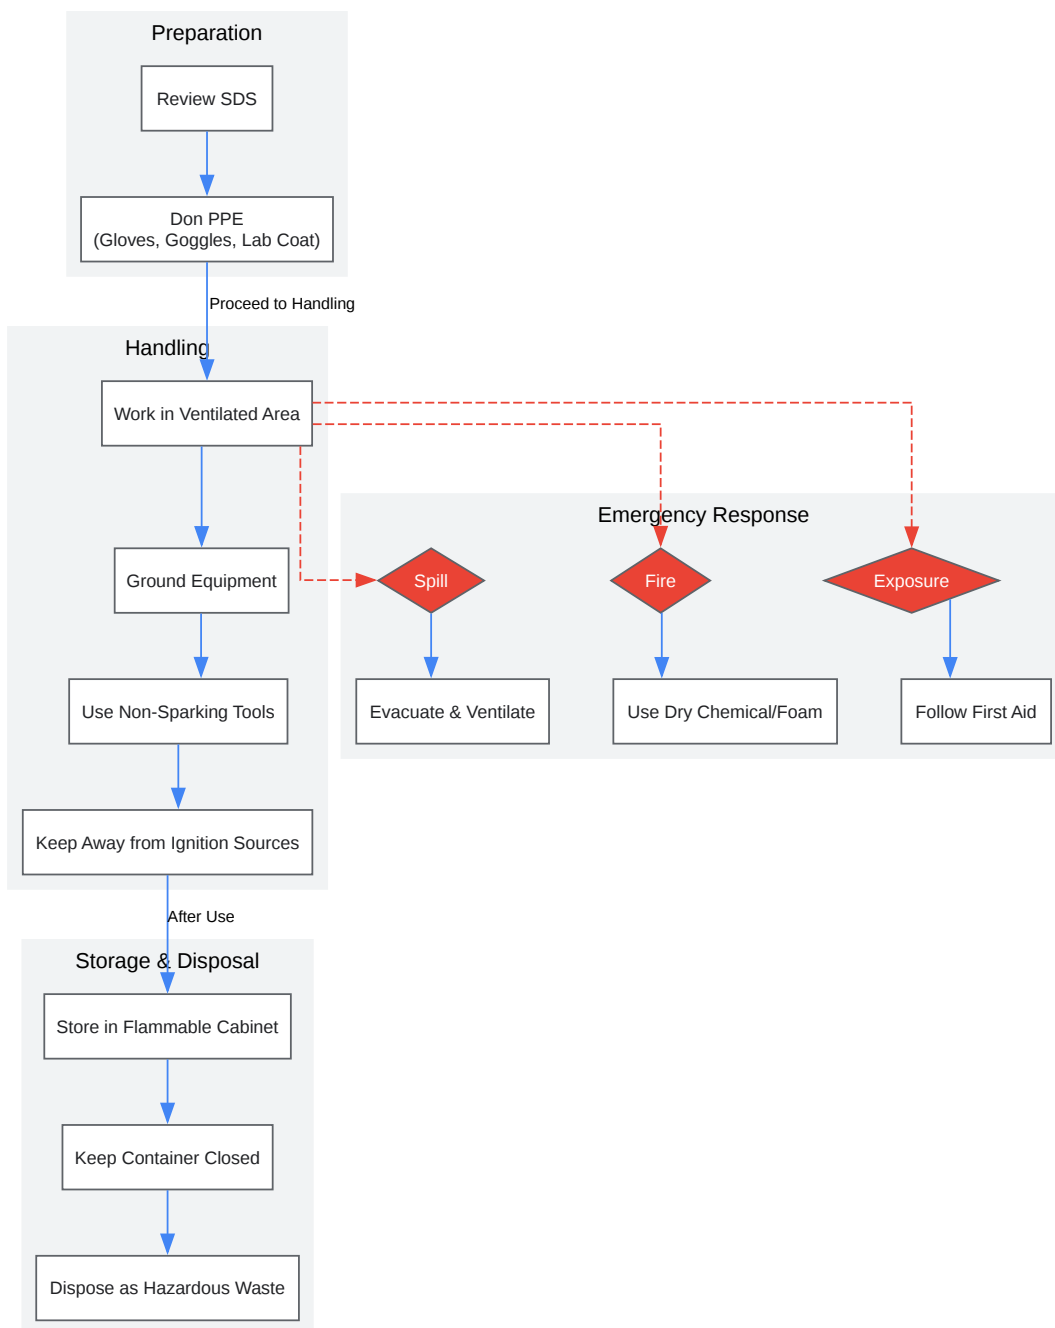 Preparation
Review SDS
Don PPE
(Gloves, Goggles, Lab Coat)
Proceed to Handling
Handling
Work in Ventilated Area
Emergency Response
Ground Equipment
Spill
Fire
Exposure
Use Non-Sparking Tools
Evacuate & Ventilate
Use Dry Chemical/Foam
Follow First Aid
Keep Away from Ignition Sources
After Use
Storage & Disposal
Store in Flammable Cabinet
Keep Container Closed
Dispose as Hazardous Waste